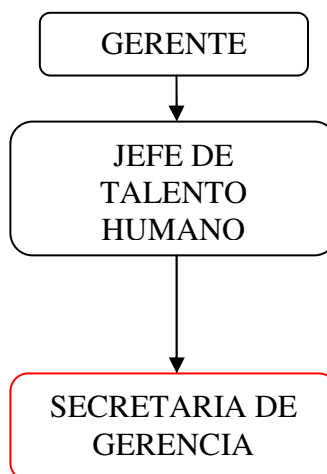 GERENTE
JEFE DE
TALENTO
HUMANO
SECRETARIA DE
GERENCIA